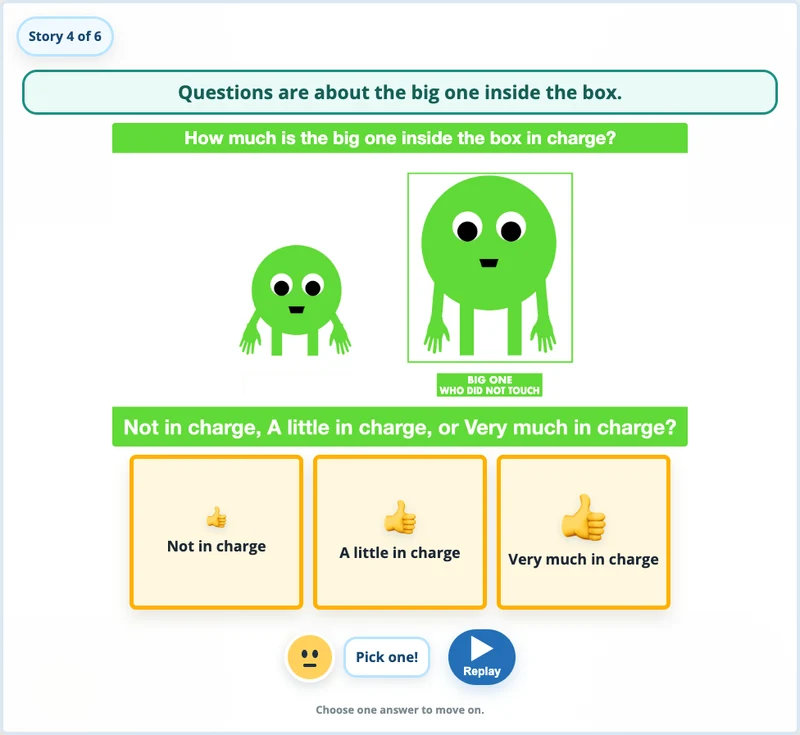 Story 4 of 6
Questions are about the big one inside the box.
How much is the big one inside the box in charge?
BIG ONE
WHO DID NOT TOUCH
Not in charge, A little in charge, or Very much in charge?
Not in charge
A little in charge
Very much in charge
Pick one!
Replay
Choose one answer to move on.